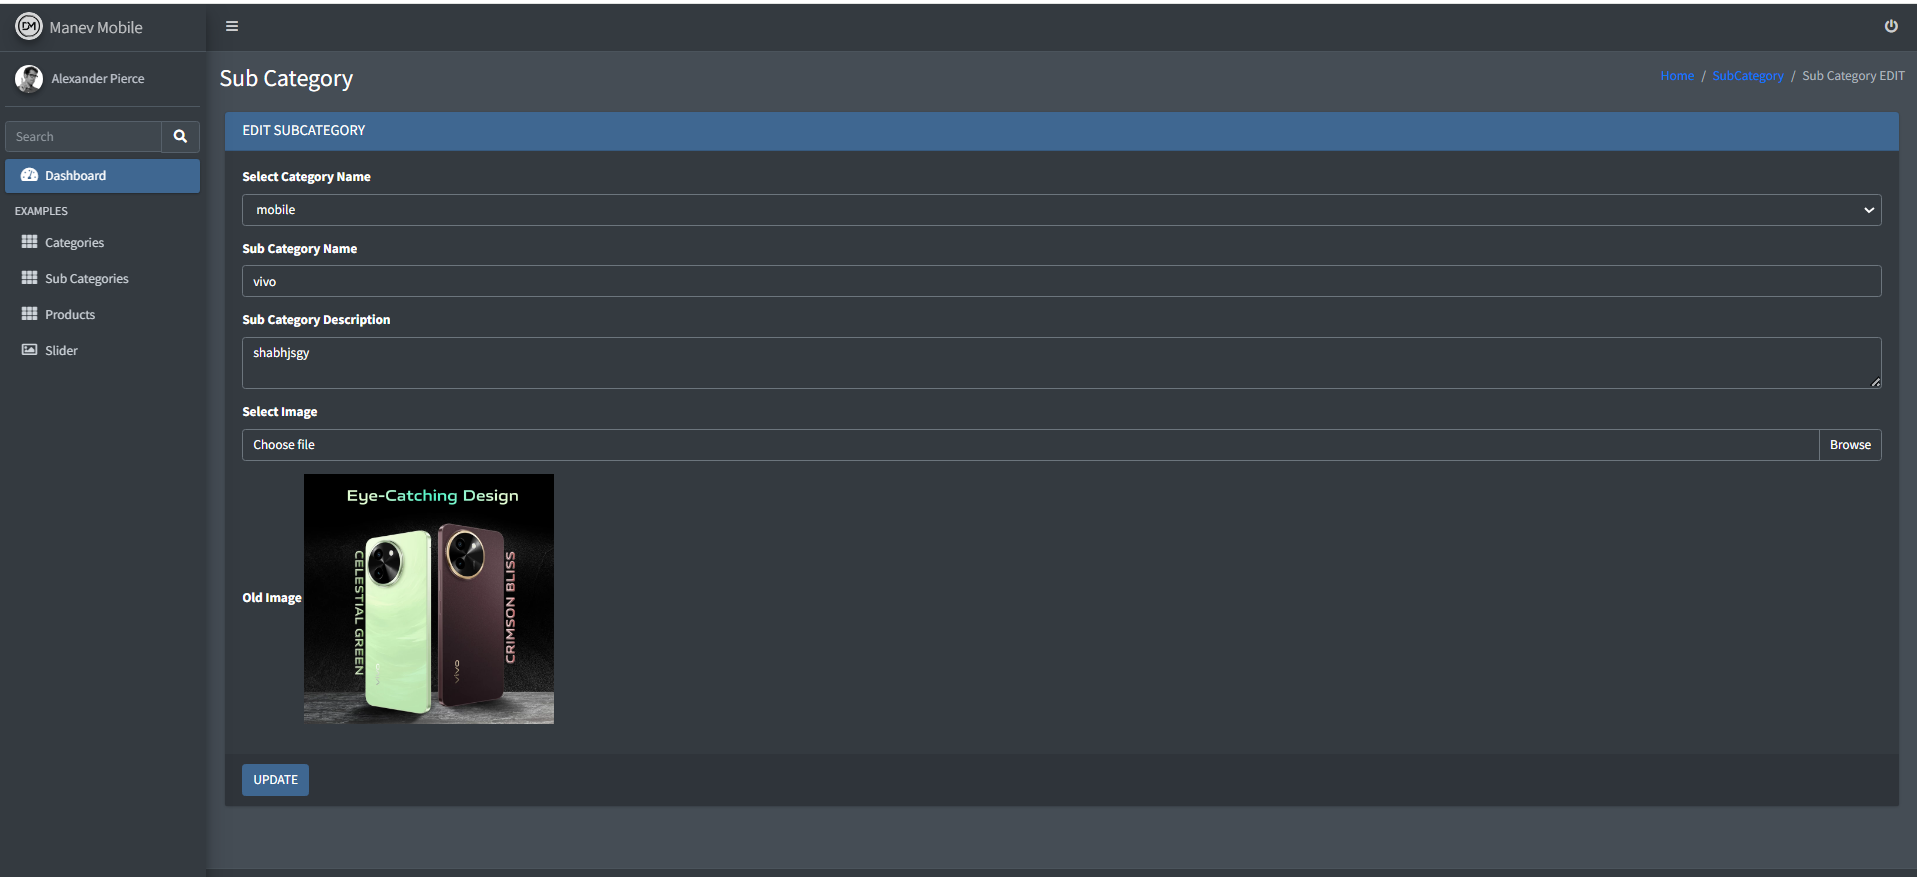 DM Manev Mobile
Alexander Pierce
Search
Dashboard
EXAMPLES
Categories
Sub Categories
Products
Slider
Sub Category
Home / SubCategory / Sub Category EDIT
EDIT SUBCATEGORY
Select Category Name
mobile
Sub Category Name
vivo
Sub Category Description
shabhjsgy
Select Image
Choose file Browse
Old Image
Eye-Catching Design
CELESTIAL GREEN
CRIMSON BLISS
vivo
UPDATE